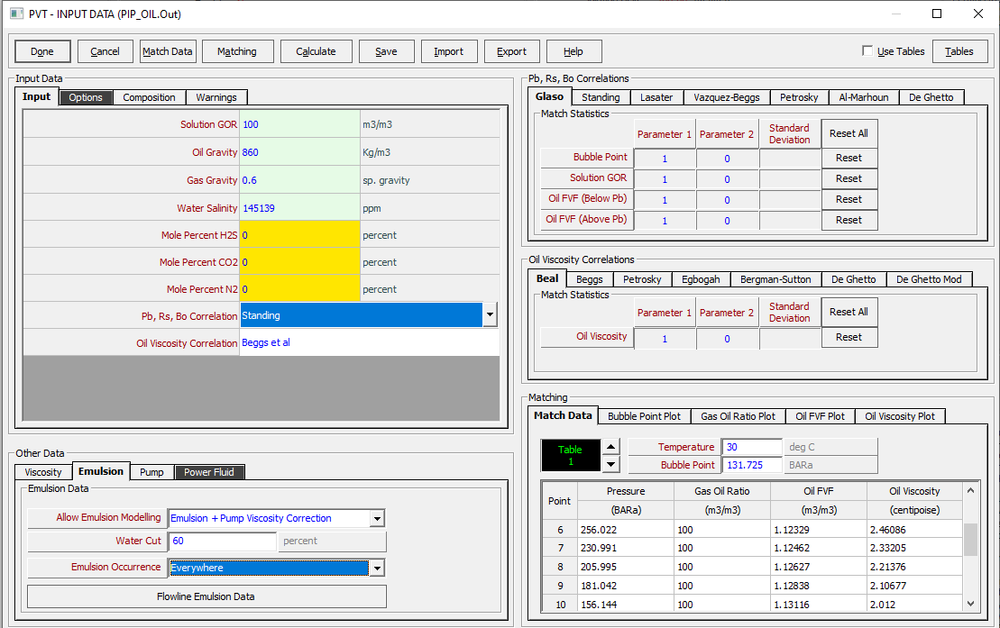 PVT - INPUT DATA (PIP_OIL.Out)
Done Cancel Match Data Matching Calculate Save Import Export Help Use Tables Tables
Input Data
Input Options Composition Warnings
Solution GOR 100 m3/m3
Oil Gravity 860 Kg/m3
Gas Gravity 0.6 sp. gravity
Water Salinity 145139 ppm
Mole Percent H2S 0 percent
Mole Percent CO2 0 percent
Mole Percent N2 0 percent
Pb, Rs, Bo Correlation Standing
Oil Viscosity Correlation Beggs et al
Other Data
Viscosity Emulsion Pump Power Fluid
Emulsion Data
Allow Emulsion Modelling Emulsion + Pump Viscosity Correction
Water Cut 60 percent
Emulsion Occurrence Everywhere
Flowline Emulsion Data
Pb, Rs, Bo Correlations
Glaso Standing Lasater Vazquez-Beggs Petrosky Al-Marhoun De Ghetto
Match Statistics
Parameter 1 Parameter 2 Standard Deviation Reset All
Bubble Point 1 0 Reset
Solution GOR 1 0 Reset
Oil FVF (Below Pb) 1 0 Reset
Oil FVF (Above Pb) 1 0 Reset
Oil Viscosity Correlations
Beal Beggs Petrosky Egbogah Bergman-Sutton De Ghetto De Ghetto Mod
Match Statistics
Parameter 1 Parameter 2 Standard Deviation Reset All
Oil Viscosity 1 0 Reset
Matching
Match Data Bubble Point Plot Gas Oil Ratio Plot Oil FVF Plot Oil Viscosity Plot
Table 1
Temperature 30 deg C
Bubble Point 131.725 BARa
Point Pressure Gas Oil Ratio Oil FVF Oil Viscosity
(BARa) (m3/m3) (m3/m3) (centipoise)
6 256.022 100 1.12329 2.46086
7 230.991 100 1.12462 2.33205
8 205.995 100 1.12627 2.21376
9 181.042 100 1.12838 2.10677
10 156.144 100 1.13116 2.012